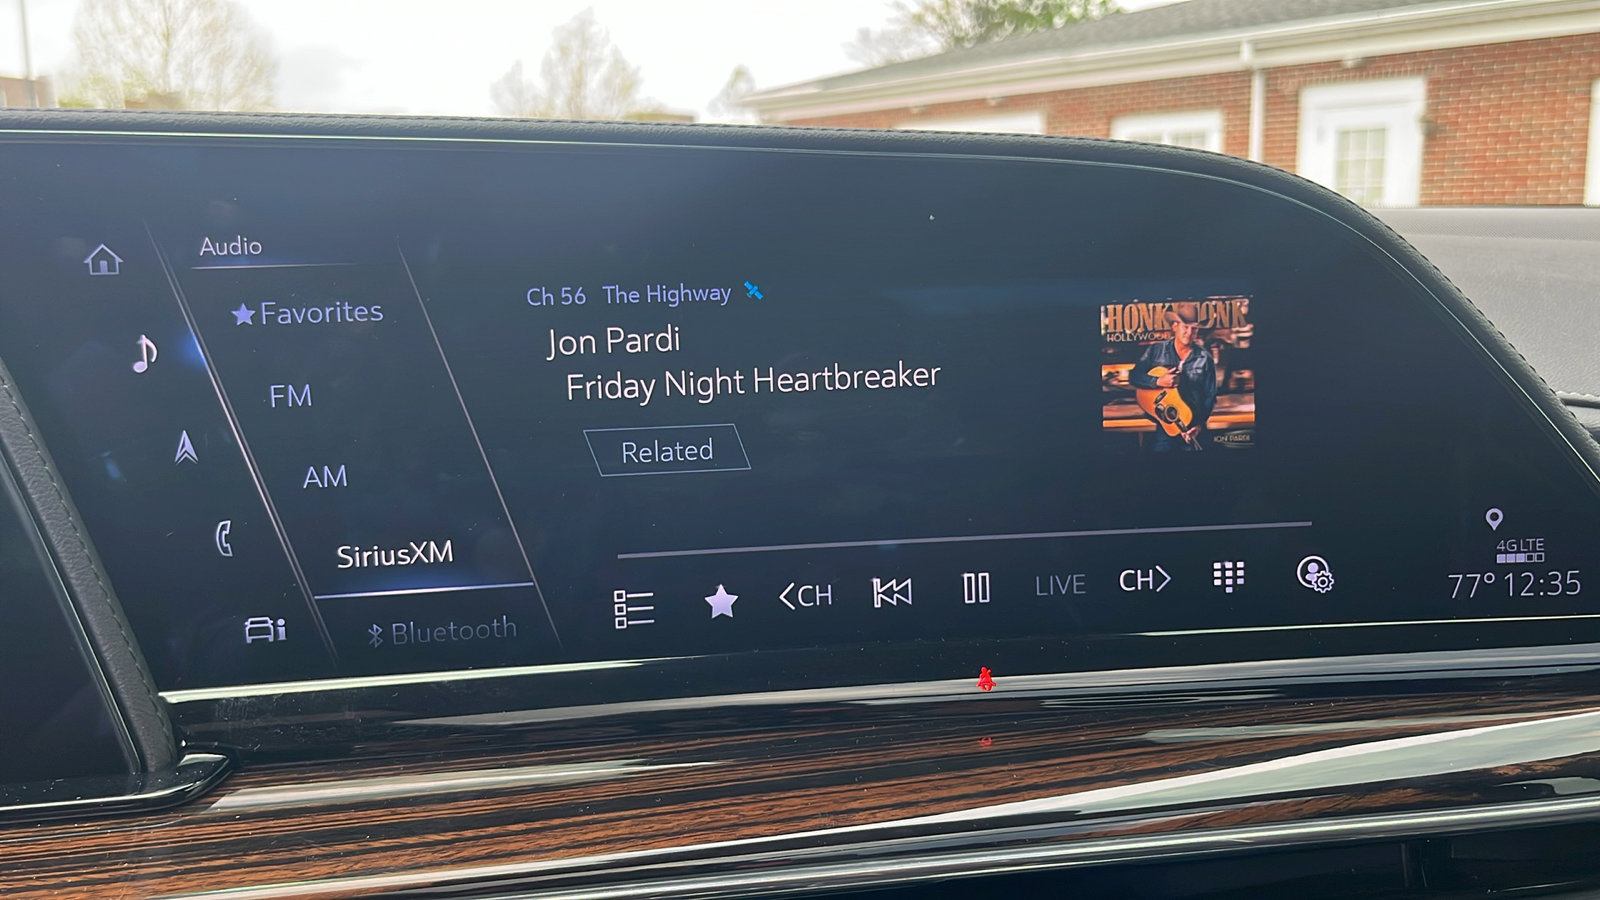 Audio
Favorites
FM
AM
SiriusXM
Bluetooth
Ch 56 The Highway
Jon Pardi
Friday Night Heartbreaker
Related
HONKY TONK
HOLLYWOOD
JON PARDI
<CH
LIVE
CH>
4G LTE
77° 12:35